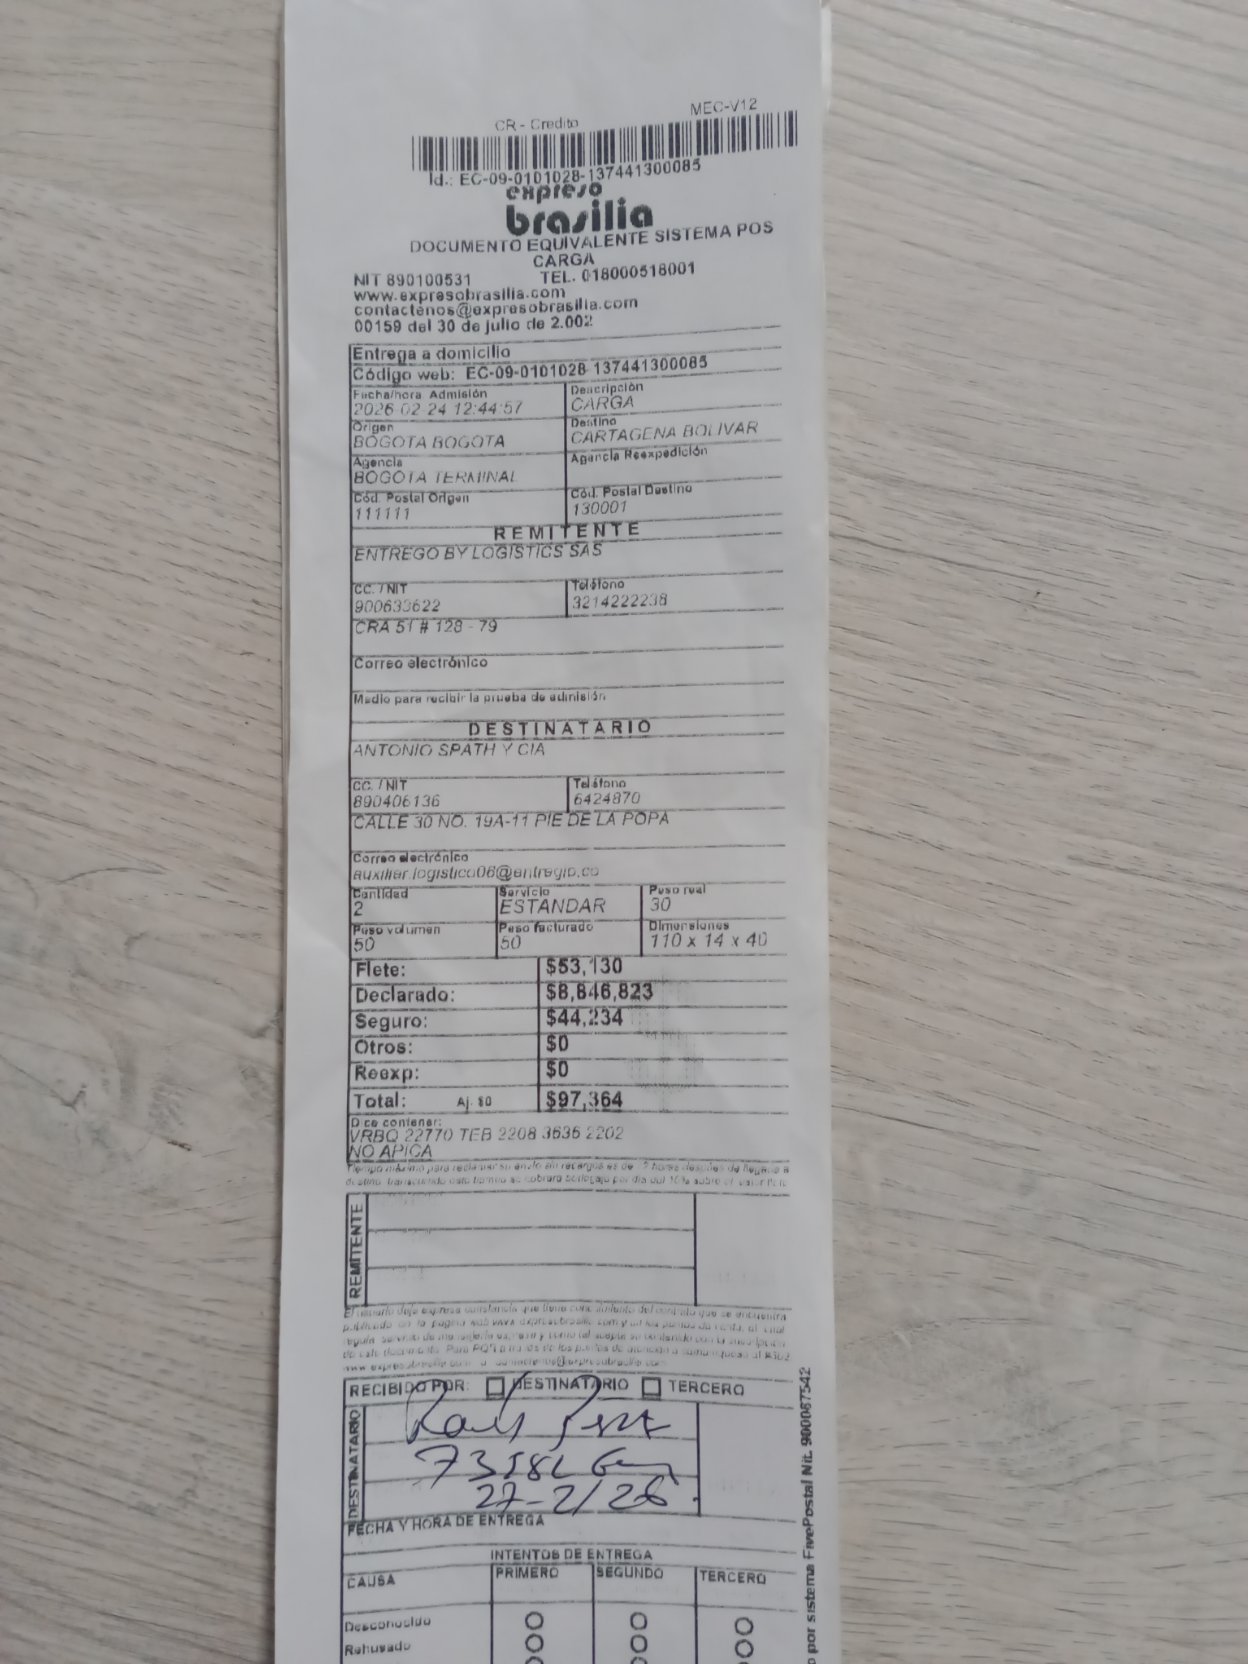 MEC-V12
CR - Credito
Id.: EC-09-0101028-137441300085
expreso
brasilia
DOCUMENTO EQUIVALENTE SISTEMA POS
CARGA
NIT 890100531 TEL. 018000518001
www.expresobrasilia.com
contactenos@expresobrasilia.com
00159 del 30 de julio de 2.002
Entrega a domicilio
Código web: EC-09-0101028-137441300085
Fecha/hora Admisión Descripción
2026 02 24 12:44:57 CARGA
Origen Destino
BOGOTA BOGOTA CARTAGENA BOLIVAR
Agencia Agencia Reexpedición
BOGOTA TERMINAL
Cód. Postal Origen Cód. Postal Destino
111111 130001
REMITENTE
ENTREGO BY LOGISTICS SAS
CC. / NIT Teléfono
900633622 3214222238
CRA 51 # 128 - 79
Correo electrónico
Medio para recibir la prueba de admisión
DESTINATARIO
ANTONIO SPATH Y CIA
CC. / NIT Teléfono
890406136 6424870
CALLE 30 NO. 19A-11 PIE DE LA POPA
Correo electrónico
auxiliar.logistico06@entregio.co
Cantidad Servicio Peso real
2 ESTANDAR 30
Peso volumen Peso facturado Dimensiones
50 50 110 x 14 x 40
Flete: $53,130
Declarado: $8,846,823
Seguro: $44,234
Otros: $0
Reexp: $0
Total: Aj. $0 $97,364
Dice contener:
VRBQ 22770 TEB 2208 3636 2202
NO APICA
REMITENTE
RECIBIDO POR: DESTINATARIO TERCERO
DESTINATARIO
27-2/26
FECHA Y HORA DE ENTREGA
INTENTOS DE ENTREGA
CAUSA PRIMERO SEGUNDO TERCERO
Desconocido
Rehusado
o por sistema FivePostal Nit. 900087542